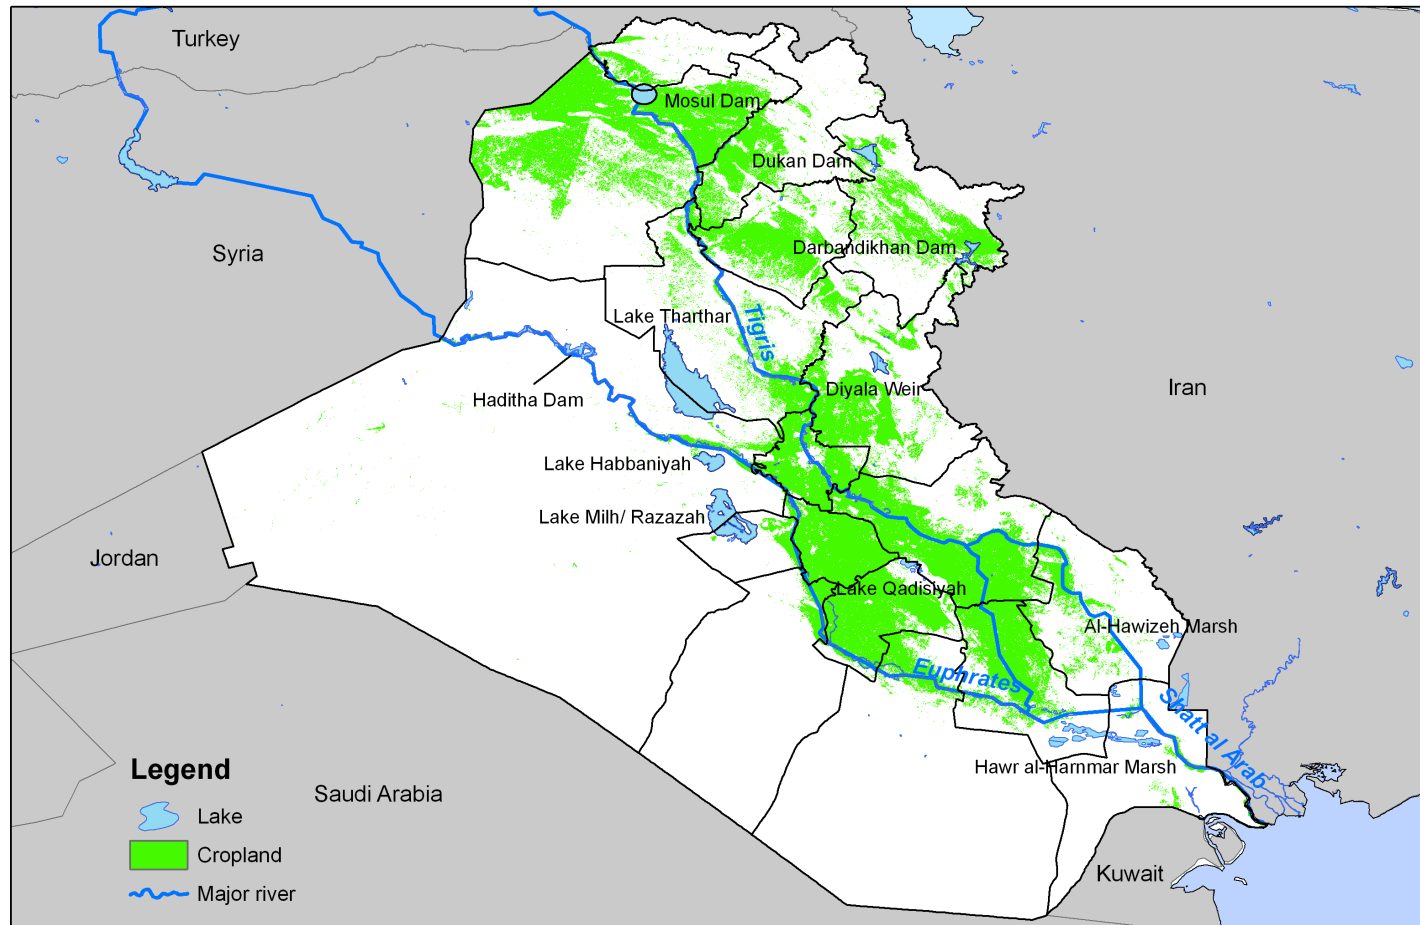 Turkey
Mosul Dam
Dukan Dam
Darbandikhan Dam
Syria
Lake Tharthar
Tigris
Iran
Diyala Weir
Haditha Dam
Lake Habbaniyah
Lake Milh/ Razazah
Jordan
Lake Qadisiyah
Al-Hawizeh Marsh
Euphrates
Shatt al Arab
Hawr al-Hammar Marsh
Legend
Saudi Arabia
Lake
Cropland
Kuwait
Major river